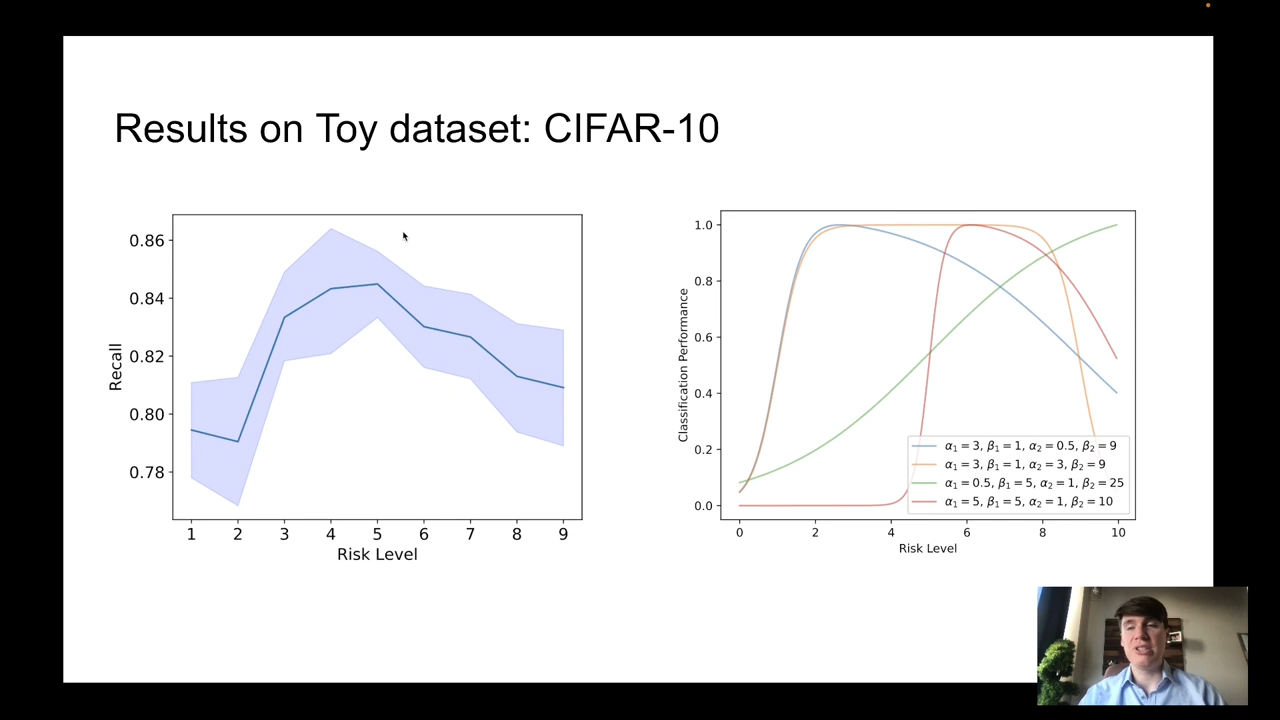 Results on Toy dataset: CIFAR-10
0.86
0.84
0.82
0.80
0.78
Recall
1 2 3 4 5 6 7 8 9
Risk Level
1.0
0.8
0.6
0.4
0.2
0.0
Classification Performance
α₁ = 3, β₁ = 1, α₂ = 0.5, β₂ = 9
α₁ = 3, β₁ = 1, α₂ = 3, β₂ = 9
α₁ = 0.5, β₁ = 5, α₂ = 1, β₂ = 25
α₁ = 5, β₁ = 5, α₂ = 1, β₂ = 10
0 2 4 6 8 10
Risk Level